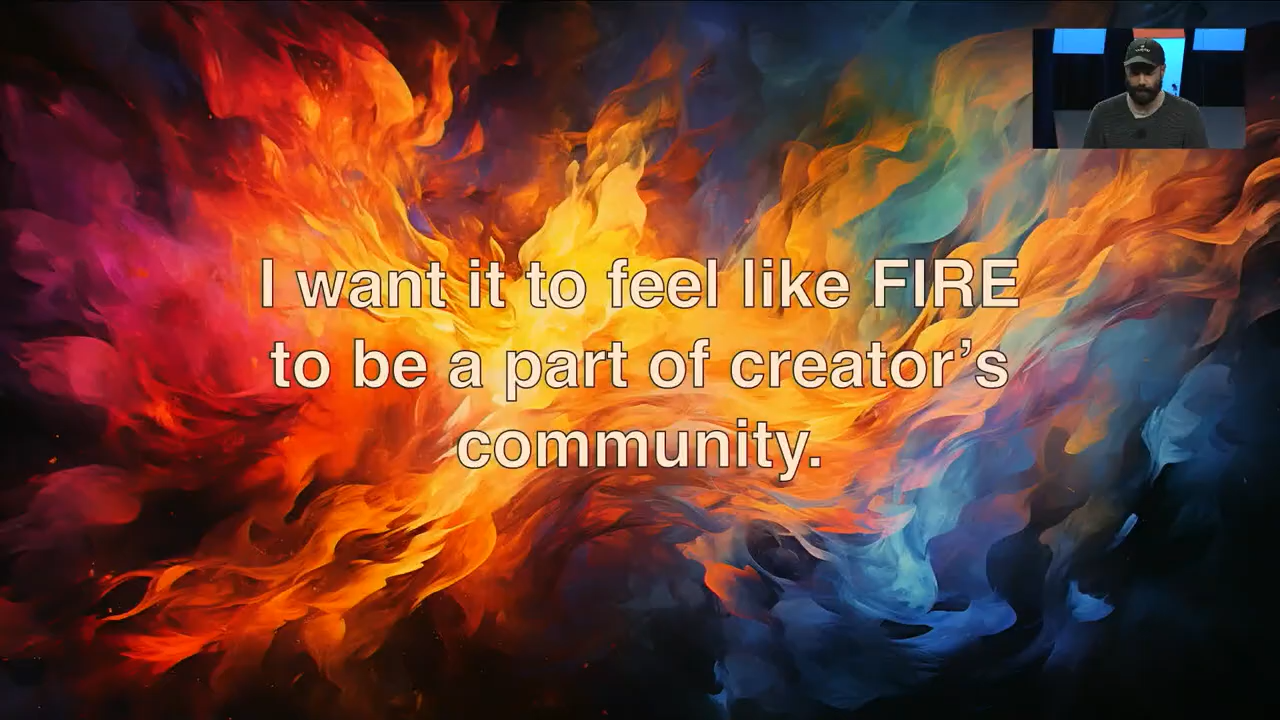 I want it to feel like FIRE
to be a part of creator’s
community.